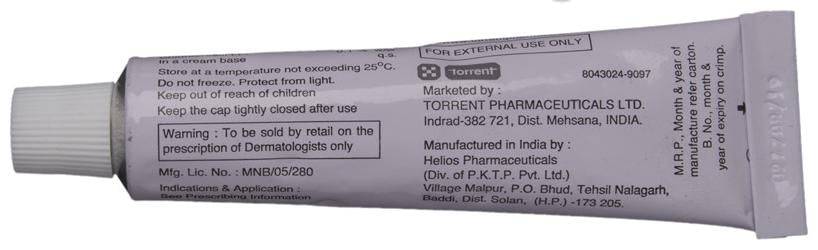 In a cream base
q.s.
Store at a temperature not exceeding 25°C.
Do not freeze. Protect from light.
Keep out of reach of children
Keep the cap tightly closed after use
Warning : To be sold by retail on the
prescription of Dermatologists only
Mfg. Lic. No. : MNB/05/280
Indications & Application :
See Prescribing Information
FOR EXTERNAL USE ONLY
torrent
8043024-9097
Marketed by :
TORRENT PHARMACEUTICALS LTD.
Indrad-382 721, Dist. Mehsana, INDIA.
Manufactured in India by :
Helios Pharmaceuticals
(Div. of P.K.T.P. Pvt. Ltd.)
Village Malpur, P.O. Bhud, Tehsil Nalagarh,
Baddi, Dist. Solan, (H.P.) -173 205.
M.R.P., Month & year of
manufacture refer carton.
B. No., month &
year of expiry on crimp.